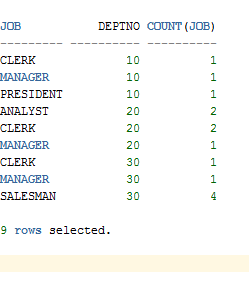 JOB DEPTNO COUNT(JOB)
--------- ---------- ----------
CLERK 10 1
MANAGER 10 1
PRESIDENT 10 1
ANALYST 20 2
CLERK 20 2
MANAGER 20 1
CLERK 30 1
MANAGER 30 1
SALESMAN 30 4
9 rows selected.